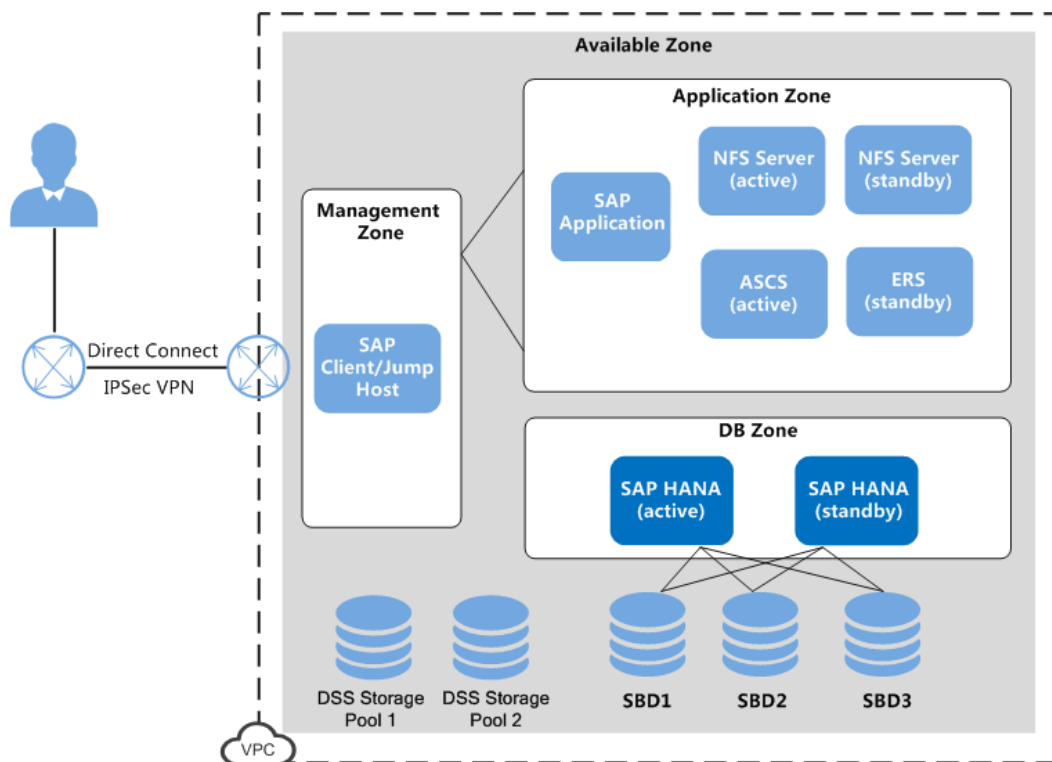 Available Zone
Application Zone
NFS Server
(active)
NFS Server
(standby)
SAP
Application
ASCS
(active)
ERS
(standby)
Management
Zone
SAP
Client/Jump
Host
Direct Connect
IPSec VPN
DB Zone
SAP HANA
(active)
SAP HANA
(standby)
DSS Storage
Pool 1
DSS Storage
Pool 2
SBD1
SBD2
SBD3
VPC